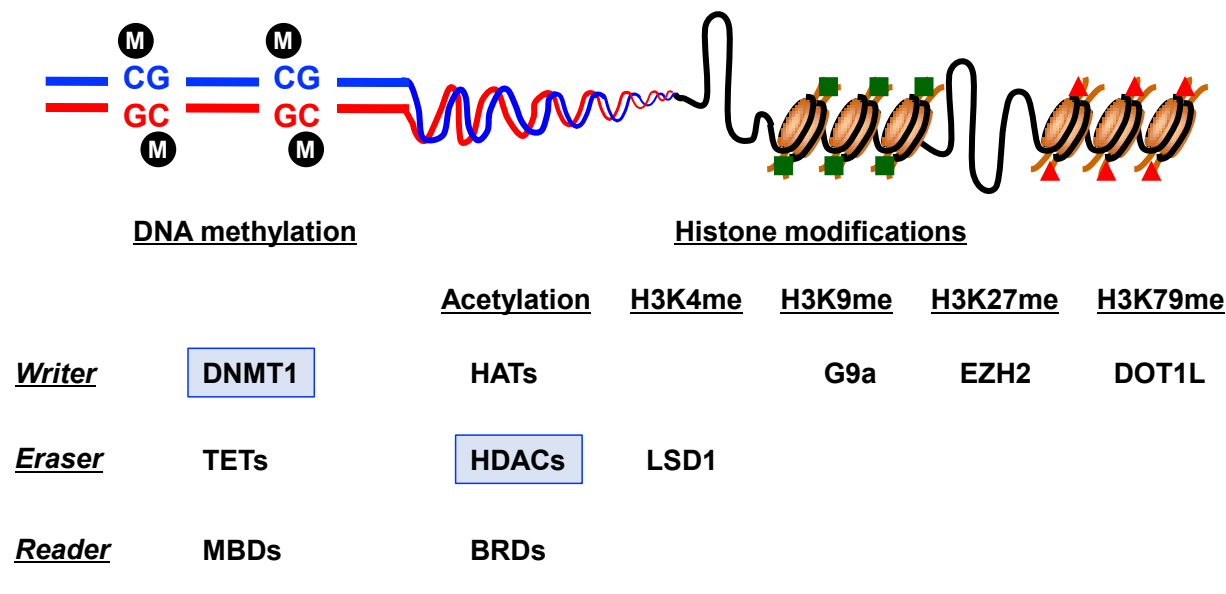 M M
CG CG
GC GC
M M
DNA methylation Histone modifications
Acetylation H3K4me H3K9me H3K27me H3K79me
Writer DNMT1 HATs G9a EZH2 DOT1L
Eraser TETs HDACs LSD1
Reader MBDs BRDs